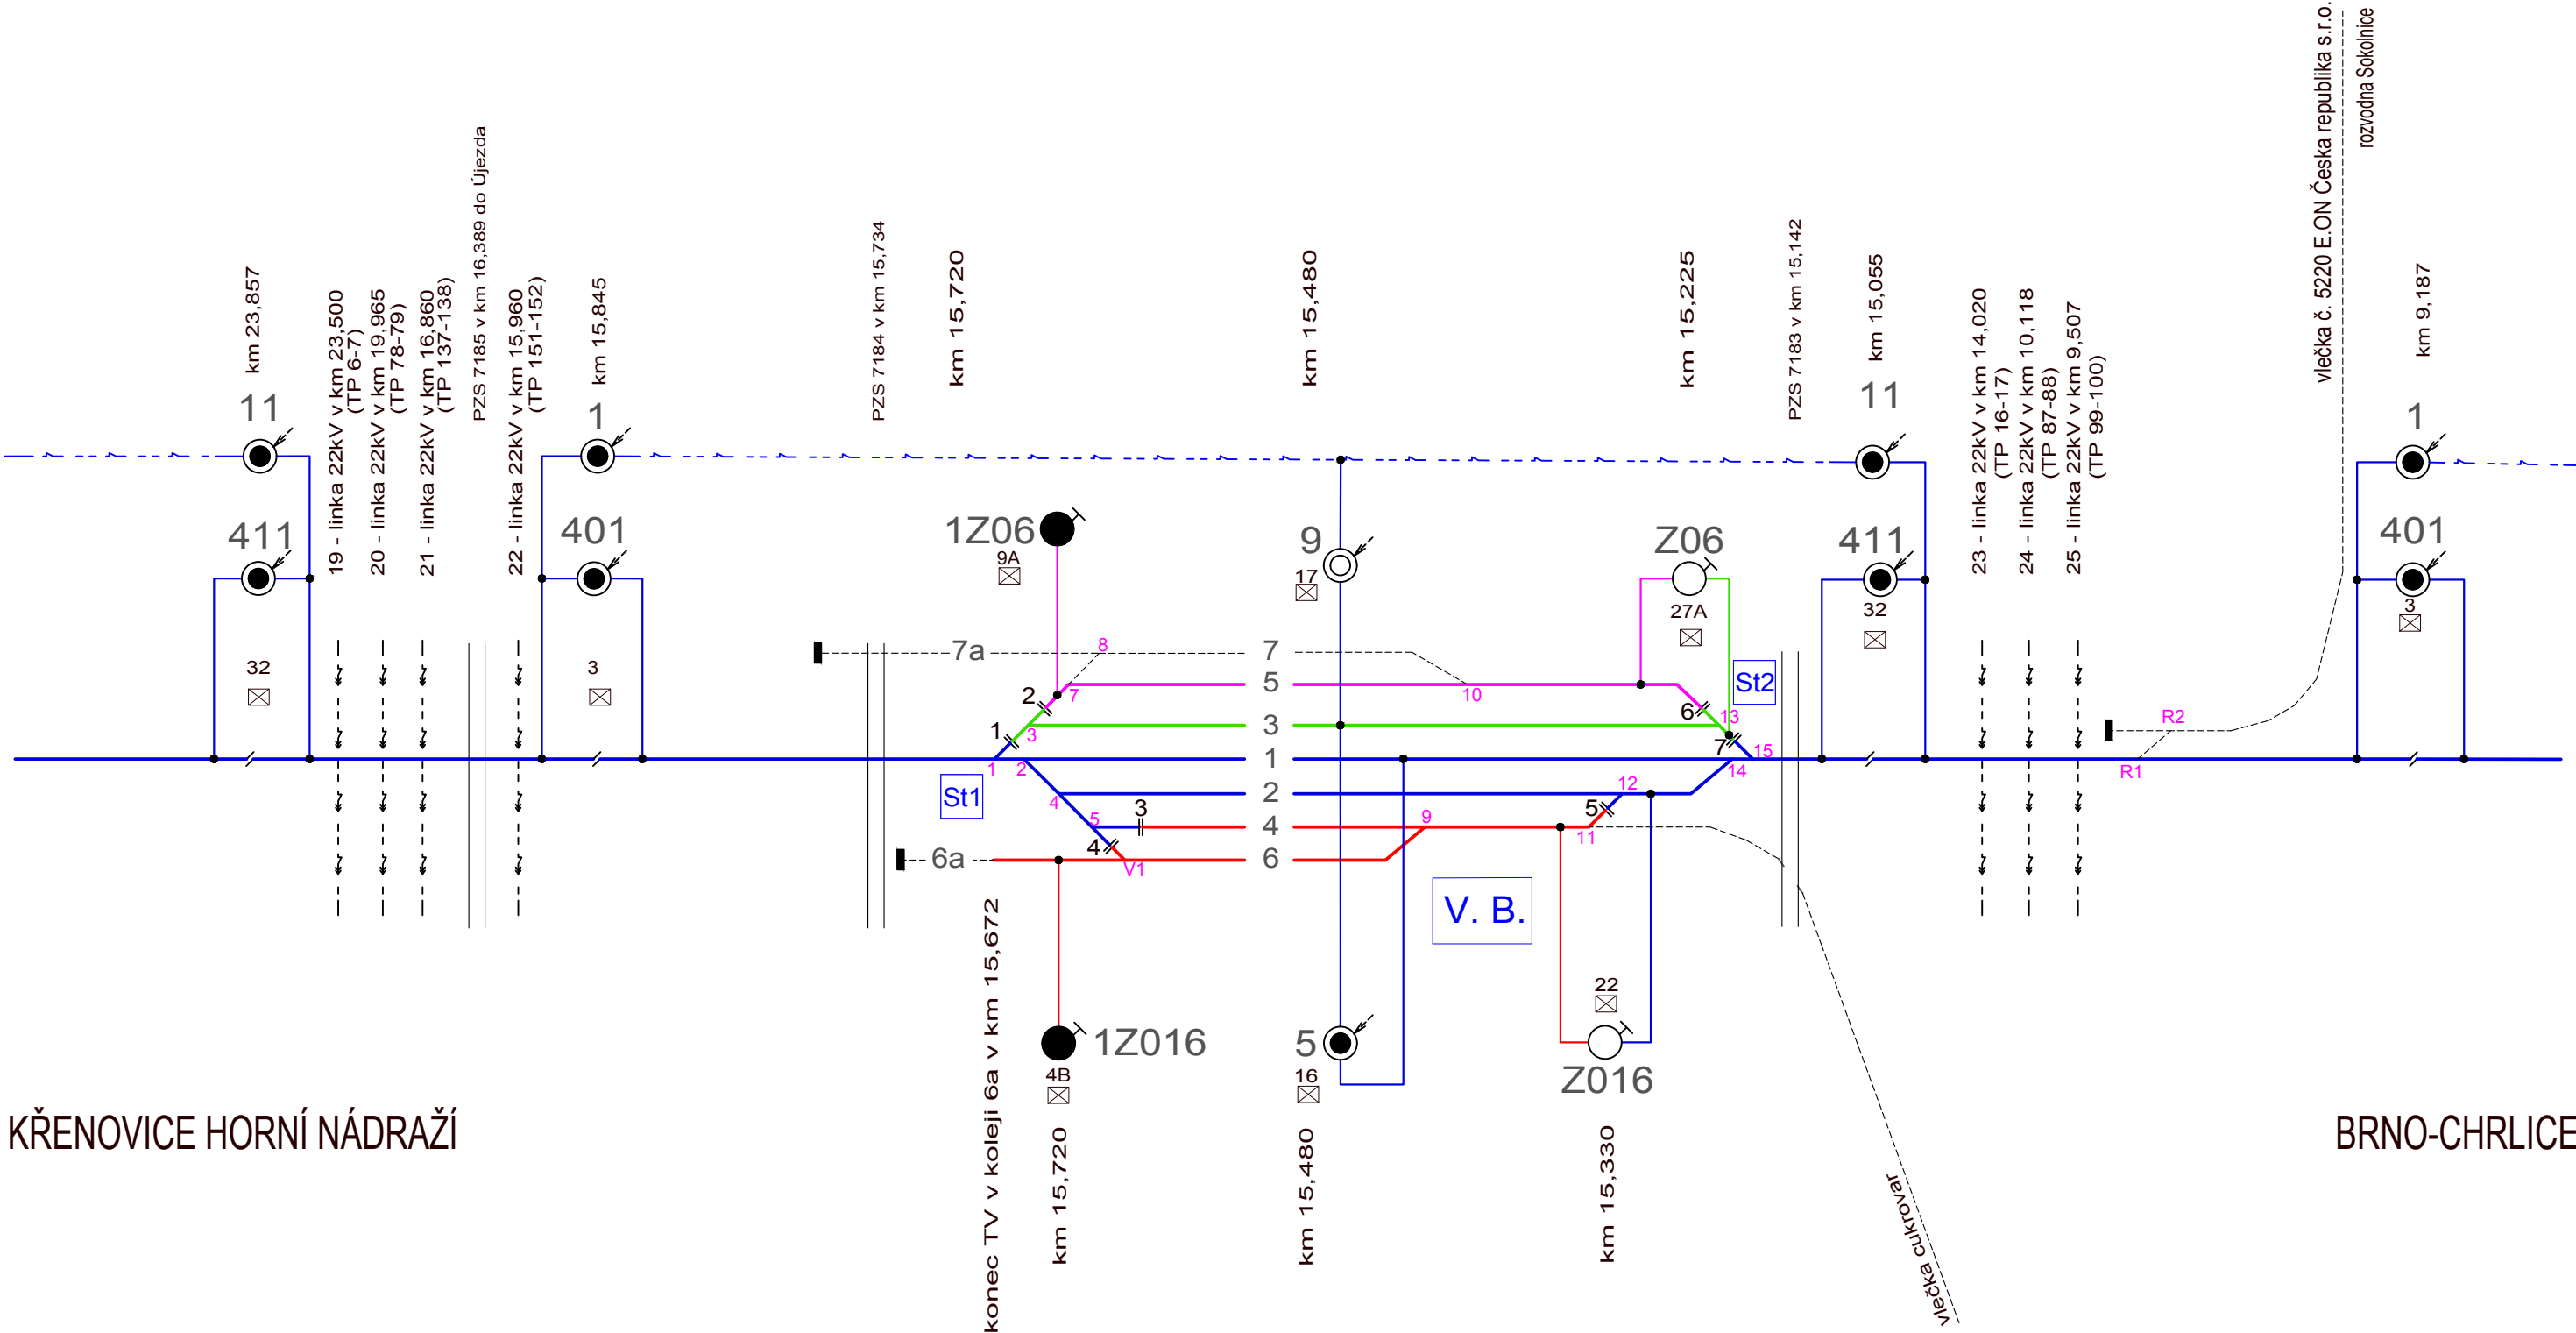 vlečka č. 5220 E.ON Česka republika s.r.o.
rozvodna Sokolnice
km 23,857
19 - linka 22kV v km 23,500
(TP 6-7)
20 - linka 22kV v km 19,965
(TP 78-79)
21 - linka 22kV v km 16,860
(TP 137-138)
PZS 7185 v km 16,389 do Újezda
22 - linka 22kV v km 15,960
(TP 151-152)
km 15,845
PZS 7184 v km 15,734
km 15,720
km 15,480
km 15,225
PZS 7183 v km 15,142
km 15,055
23 - linka 22kV v km 14,020
(TP 16-17)
24 - linka 22kV v km 10,118
(TP 87-88)
25 - linka 22kV v km 9,507
(TP 99-100)
km 9,187
11
1
11
1
411
401
1Z06
9
Z06
411
401
9A
17
27A
32
3
32
3
7a
8
7
5
7
10
St2
2
6
13
1
3
3
7
15
R2
1
2
1
14
R1
St1
4
2
12
5
3
4
9
5
11
6a
4
V1
6
V. B.
konec TV v koleji 6a v km 15,672
22
1Z016
5
4B
16
Z016
km 15,720
km 15,480
km 15,330
vlečka cukrovar
KŘENOVICE HORNÍ NÁDRAŽÍ
BRNO-CHRLICE